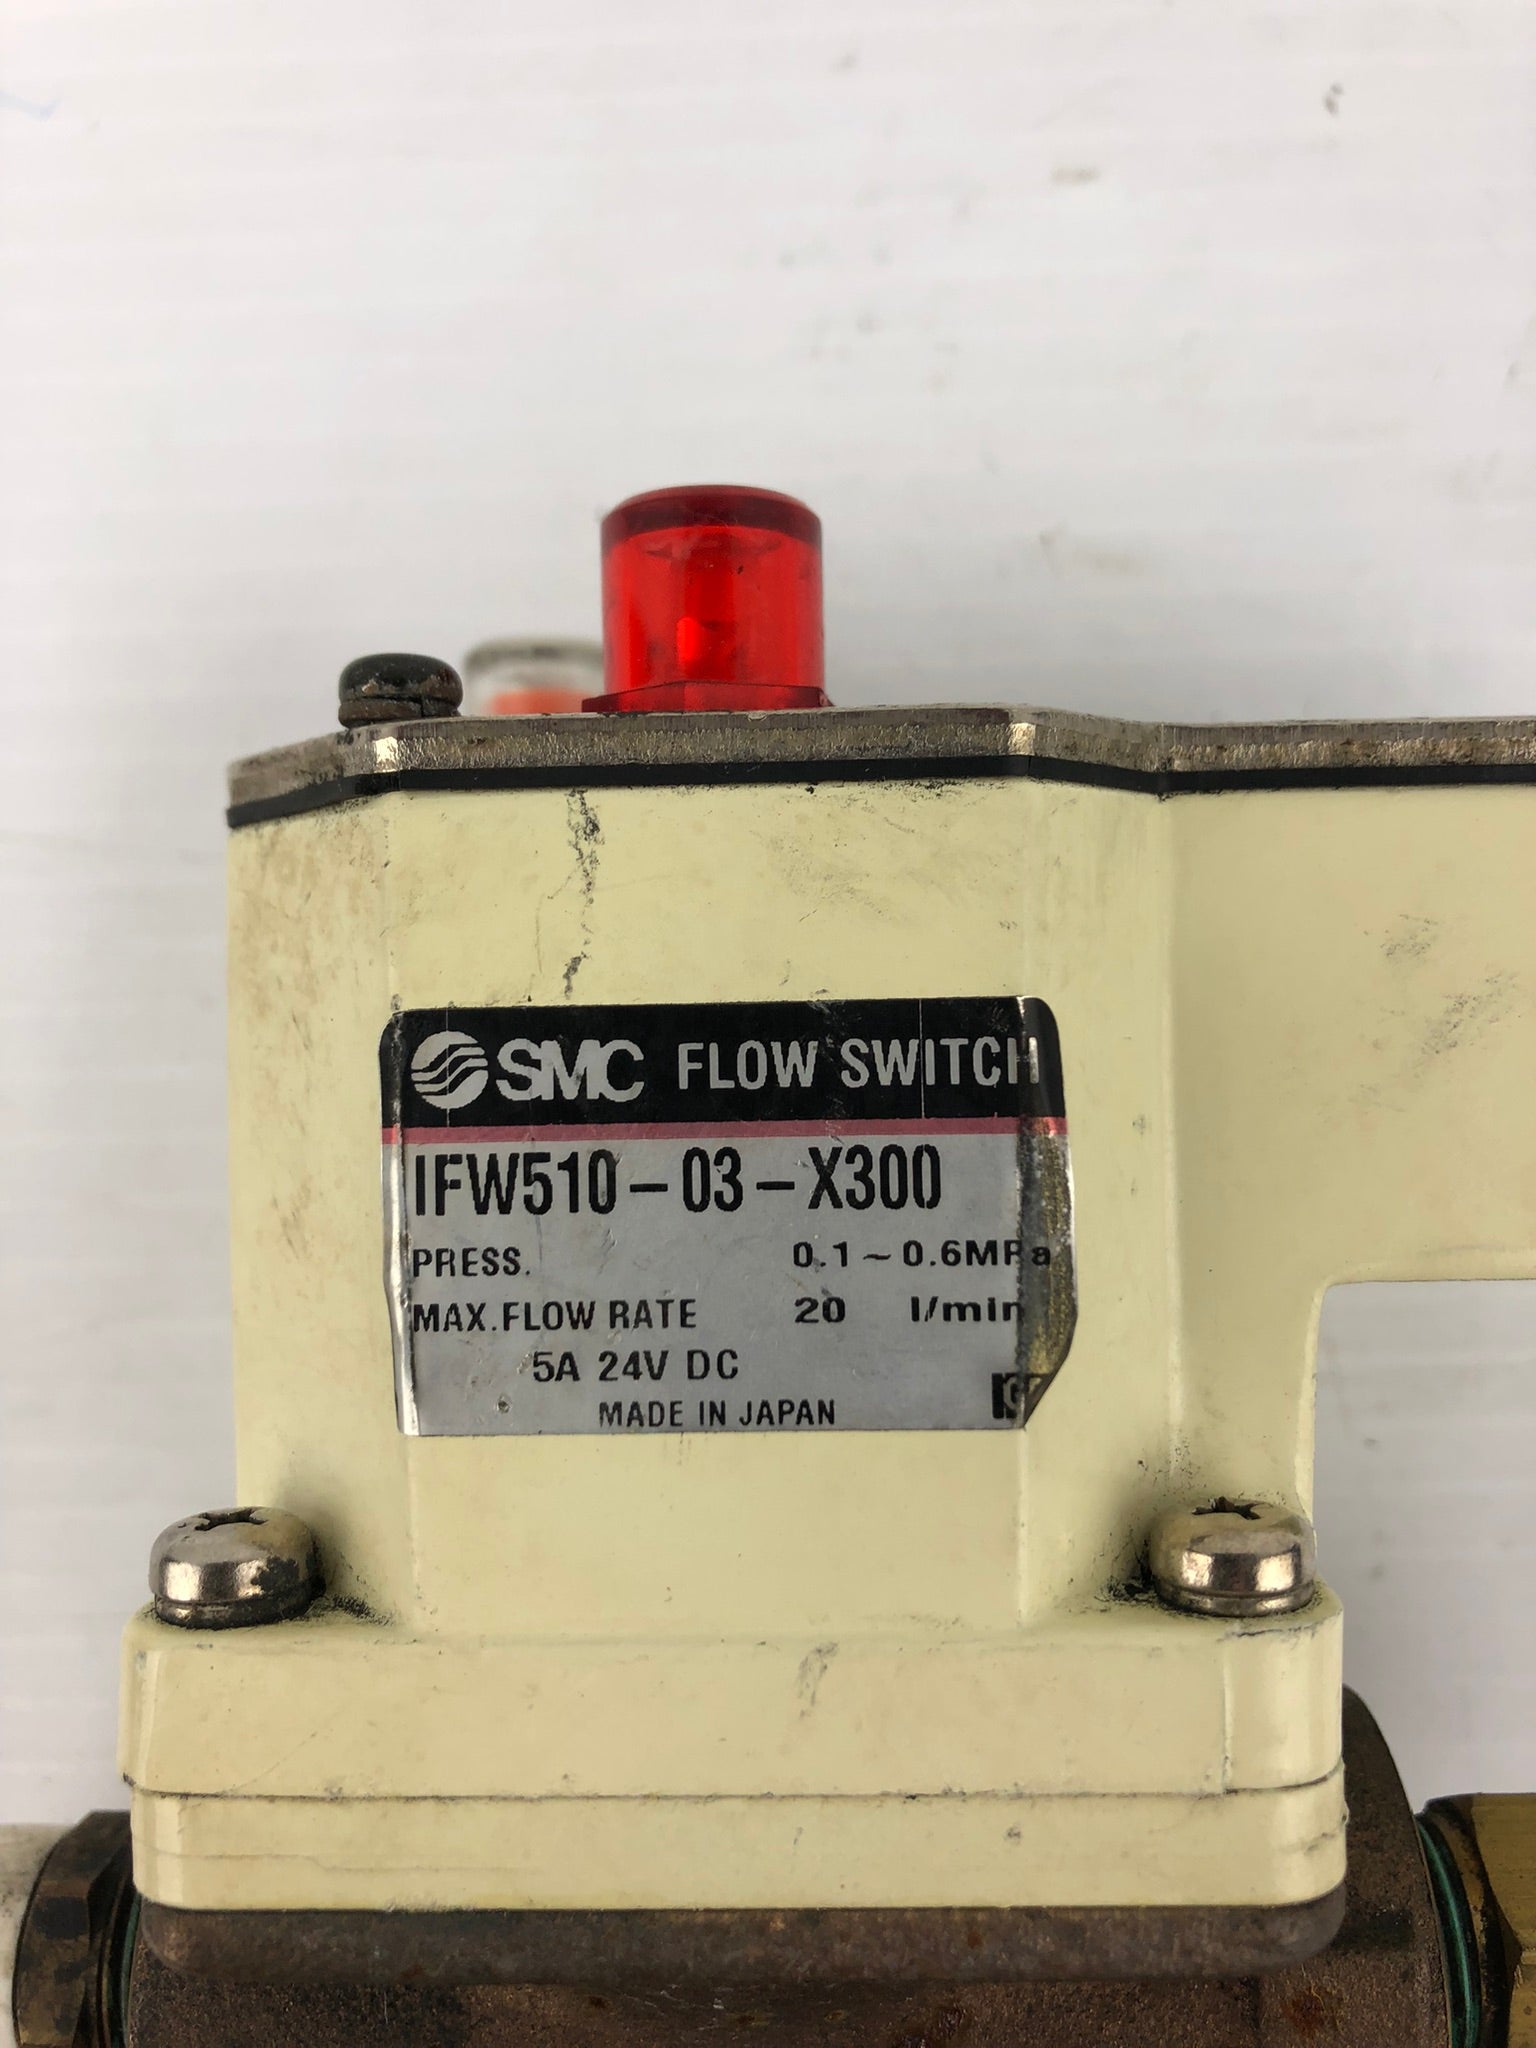 SMC FLOW SWITCH
IFW510-03-X300
PRESS. 0.1~0.6MPa
MAX.FLOW RATE 20 l/min
5A 24V DC
MADE IN JAPAN